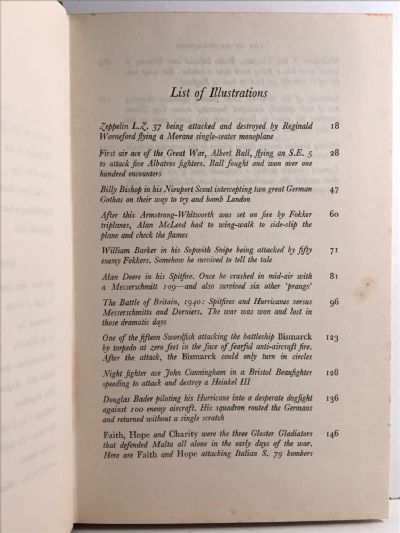 List of Illustrations
Zeppelin L.Z. 37 being attacked and destroyed by Reginald 18
Warneford flying a Morane single-seater monoplane
First air ace of the Great War, Albert Ball, flying an S.E. 5 28
to attack five Albatros fighters. Ball fought and won over one
hundred encounters
Billy Bishop in his Nieuport Scout intercepting two great German 47
Gothas on their way to try and bomb London
After this Armstrong-Whitworth was set on fire by Fokker 60
triplanes, Alan McLeod had to wing-walk to side-slip the
plane and check the flames
William Barker in his Sopwith Snipe being attacked by fifty 71
enemy Fokkers. Somehow he survived to tell the tale
Alan Deere in his Spitfire. Once he crashed in mid-air with 81
a Messerschmitt 109—and also survived six other 'prangs'
The Battle of Britain, 1940: Spitfires and Hurricanes versus 96
Messerschmitts and Dorniers. The war was won and lost in
those dramatic days
One of the fifteen Swordfish attacking the battleship Bismarck 123
by torpedo at zero feet in the face of fearful anti-aircraft fire.
After the attack, the Bismarck could only turn in circles
Night fighter ace John Cunningham in a Bristol Beaufighter 128
speeding to attack and destroy a Heinkel III
Douglas Bader piloting his Hurricane into a desperate dogfight 136
against 100 enemy aircraft. His squadron routed the Germans
and returned without a single scratch
Faith, Hope and Charity were the three Gloster Gladiators 146
that defended Malta all alone in the early days of the war.
Here are Faith and Hope attacking Italian S. 79 bombers